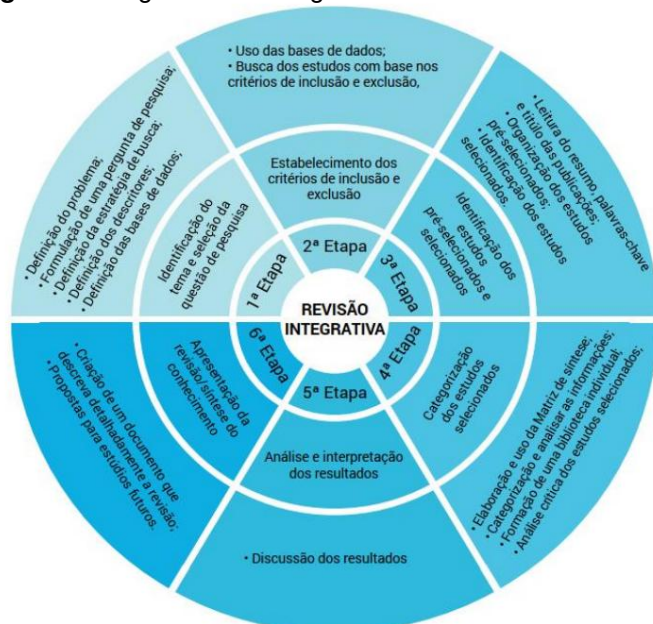 REVISÃO
INTEGRATIVA
1ª Etapa
Identificação do
tema e seleção da
questão de pesquisa
• Definição do problema;
• Formulação de uma pergunta de pesquisa;
• Definição da estratégia de busca;
• Definição dos descritores,
• Definição das bases de dados;
2ª Etapa
Estabelecimento dos
critérios de inclusão e
exclusão
• Uso das bases de dados;
• Busca dos estudos com base nos
critérios de inclusão e exclusão,
3ª Etapa
Identificação dos
estudos
pré-selecionados e
selecionados
• Leitura do resumo, palavras-chave
e título das publicações;
• Organização dos estudos
pré-selecionados;
• Identificação dos estudos
selecionados.
4ª Etapa
Categorização
dos estudos
selecionados
• Elaboração e uso da Matriz de síntese;
• Categorização e analisar as informações;
• Formação de uma biblioteca individual,
• Análise crítica dos estudos selecionados;
5ª Etapa
Análise e interpretação
dos resultados
• Discussão dos resultados
6ª Etapa
Apresentação da
revisão/síntese do
conhecimento
• Criação de um documento que
descreva detalhadamente a revisão;
• Propostas para estúdios futuros.